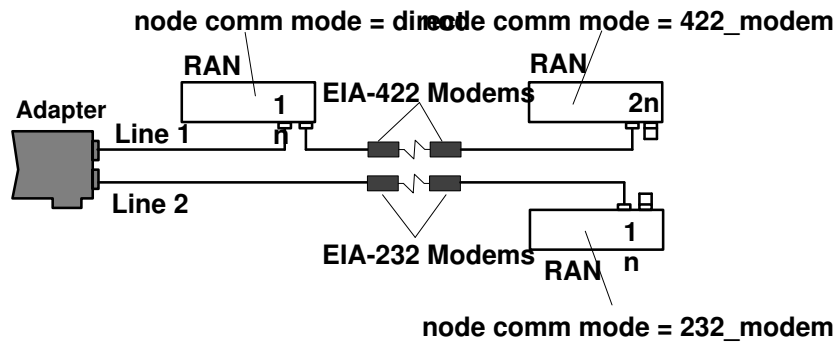 node comm mode = direct
node comm mode = 422_modem
RAN
RAN
EIA-422 Modems
1
n
2n
Adapter
Line 1
Line 2
EIA-232 Modems
1
n
RAN
node comm mode = 232_modem